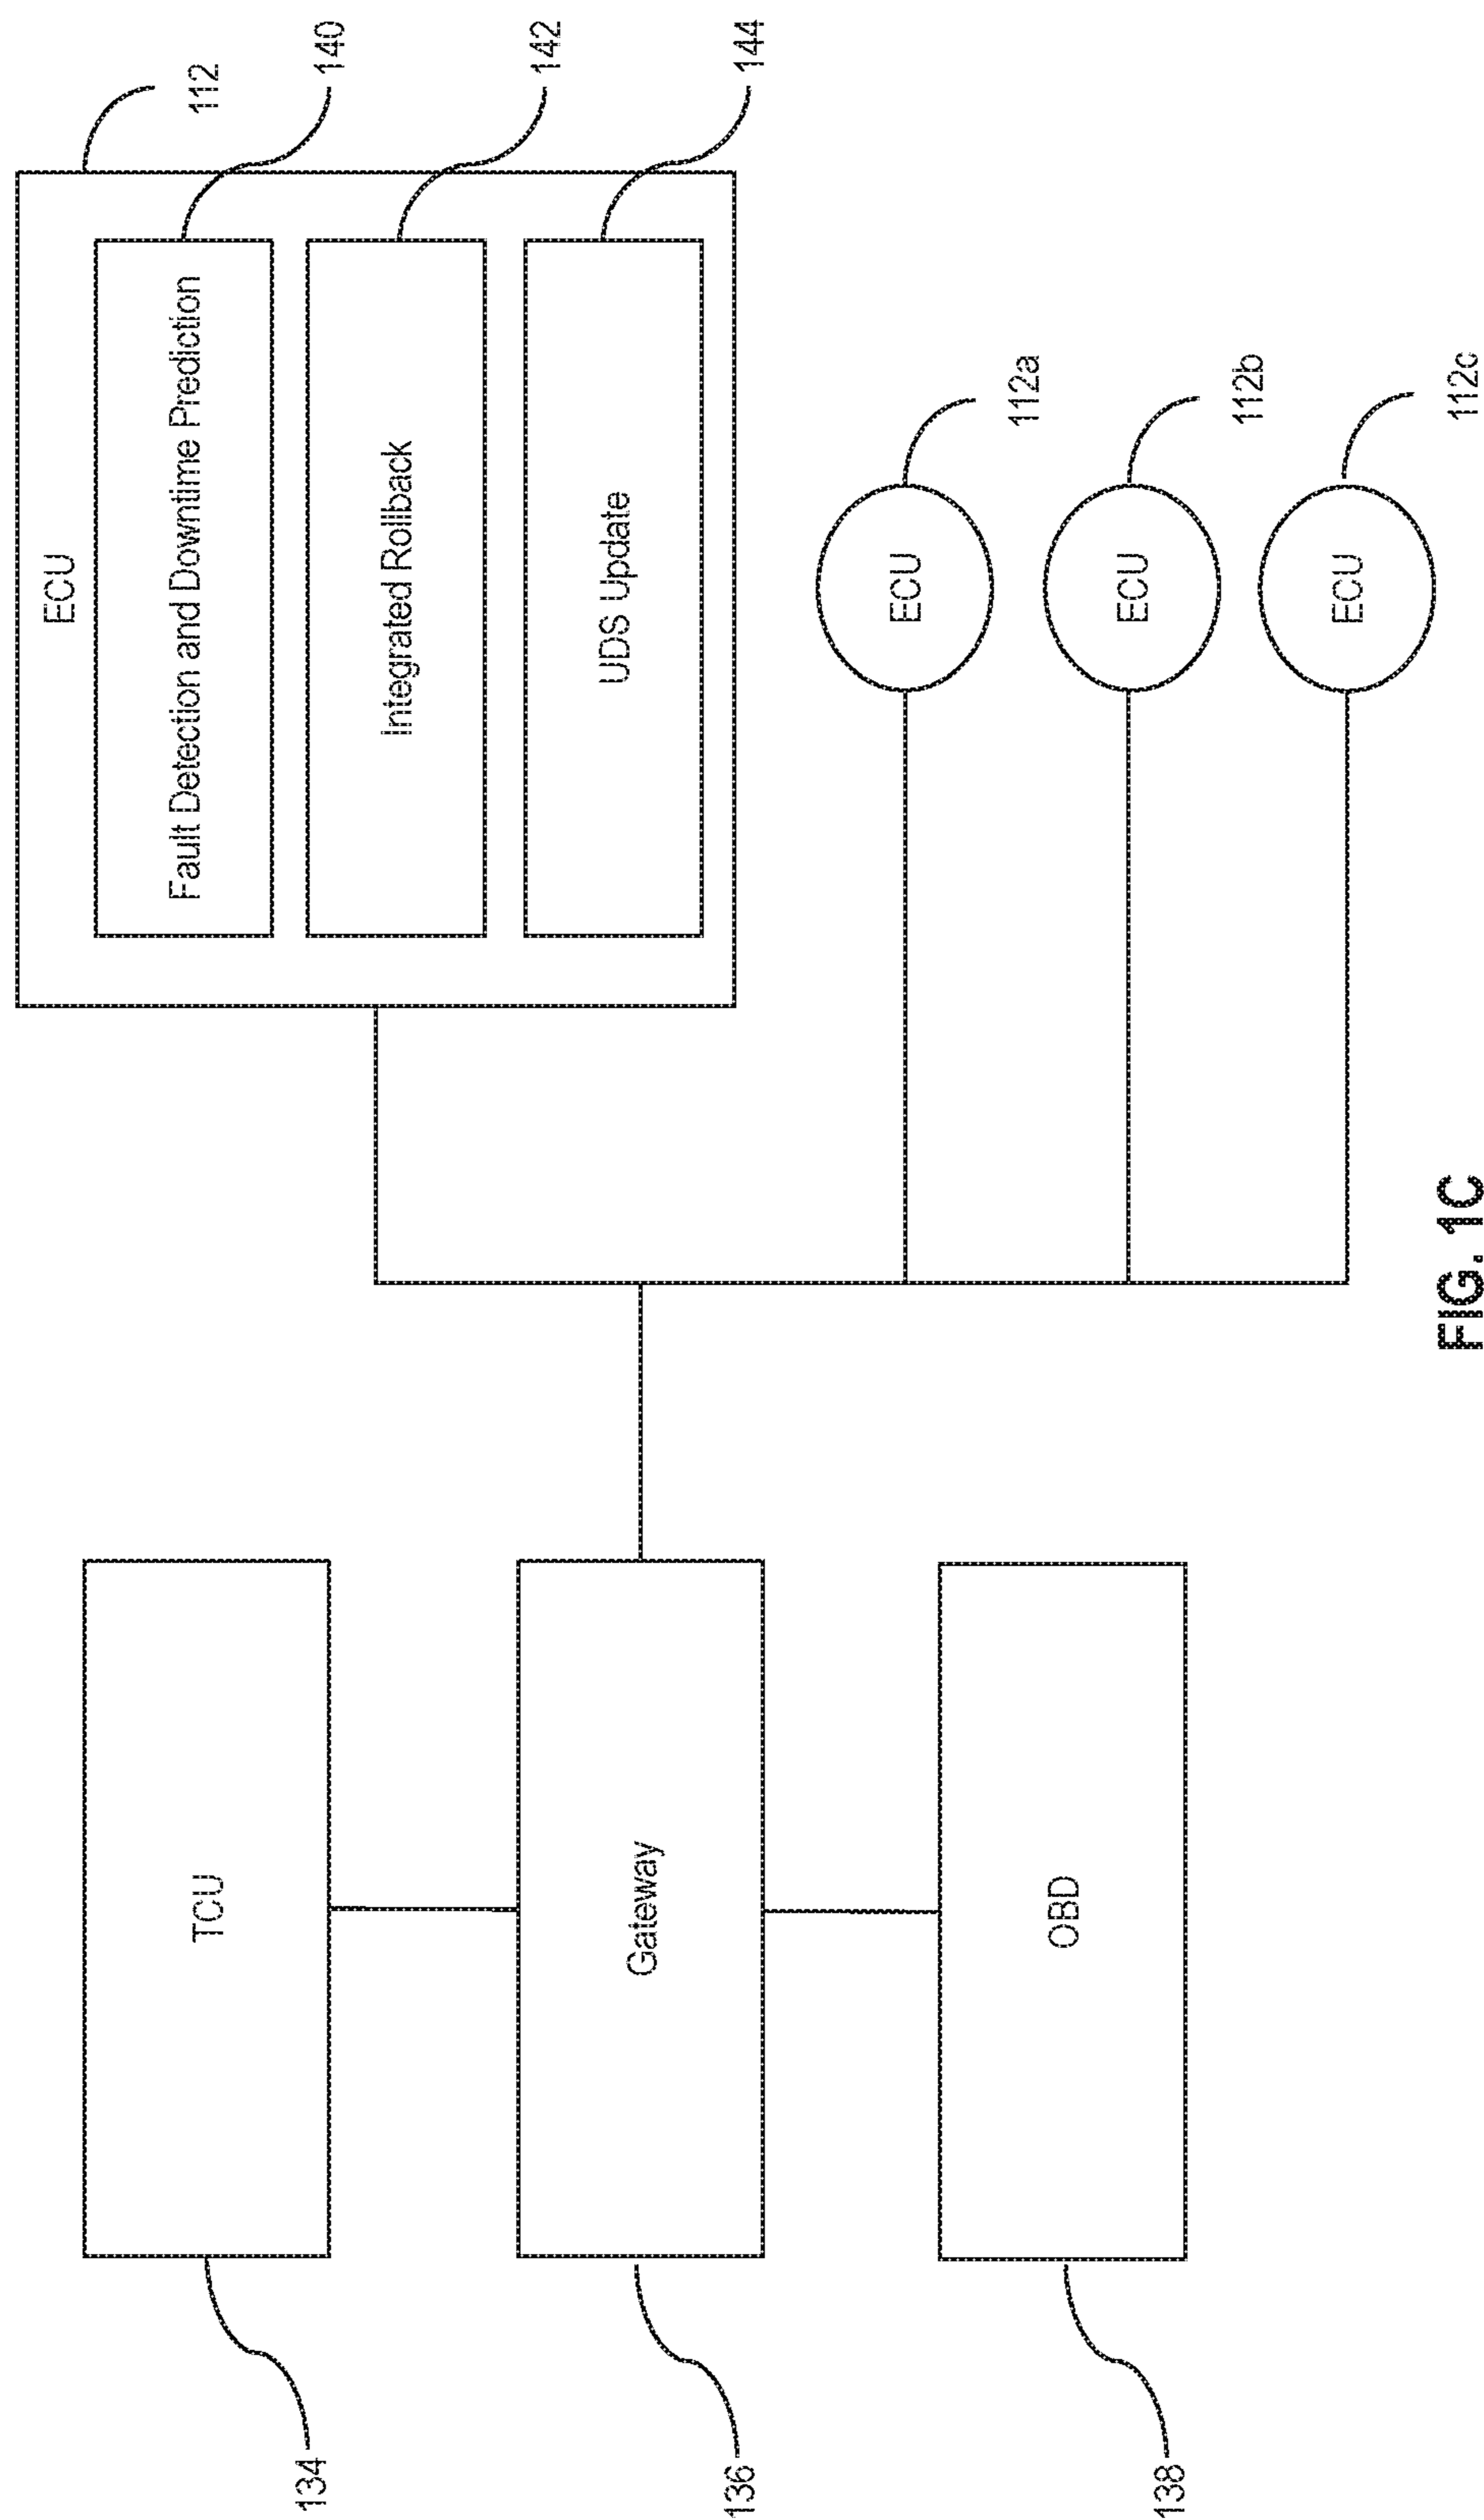 ECU
112
Fault Detection and Downtime Prediction
140
Integrated Rollback
142
UDS Update
144
TCU
134
Gateway
136
OBD
138
ECU
112a
ECU
112b
ECU
112c
FIG. 1C